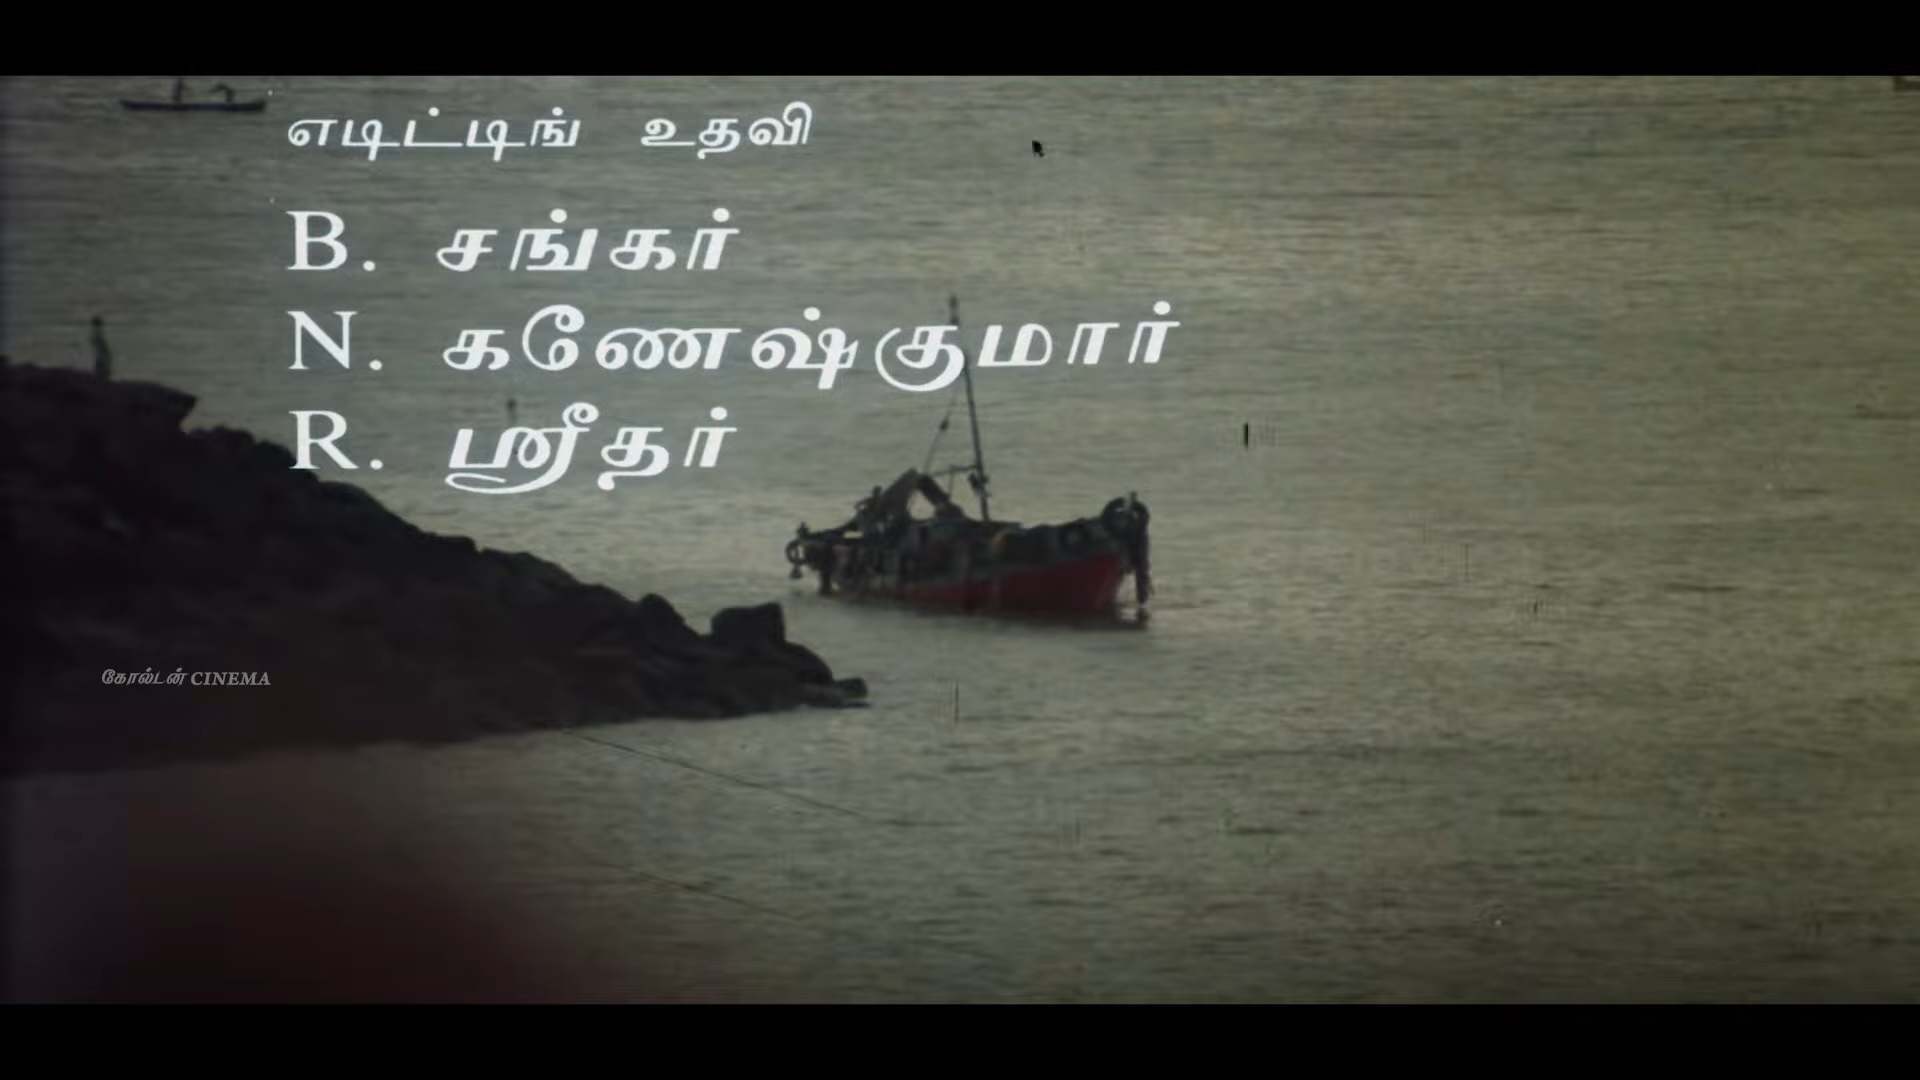 எடிட்டிங் உதவி
B. சங்கர்
N. கணேஷ்குமார்
R. ஸ்ரீதர்
கோல்டன் CINEMA